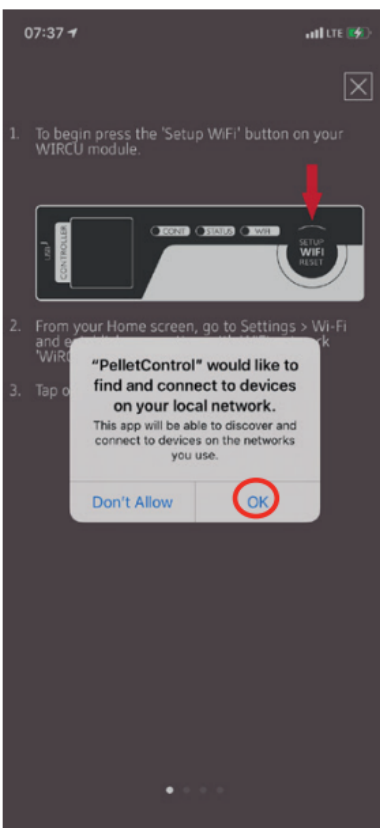 07:37
LTE
1. To begin press the 'Setup WiFi' button on your
WIRCU module.
USB
CONTROLLER
CONT STATUS WIFI
SETUP
WIFI
RESET
2. From your Home screen, go to Settings > Wi-Fi
and
'WiRC
3. Tap o
"PelletControl" would like to
find and connect to devices
on your local network.
This app will be able to discover and
connect to devices on the networks
you use.
Don't Allow OK